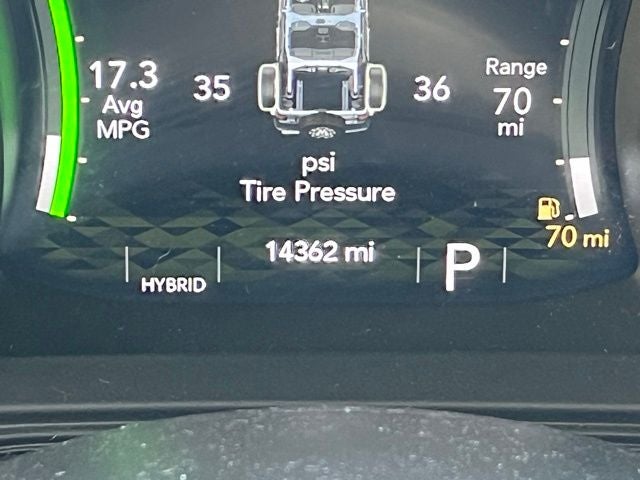 17.3
Avg
MPG
35
36
Range
70
mi
psi
Tire Pressure
70 mi
14362 mi
HYBRID
P